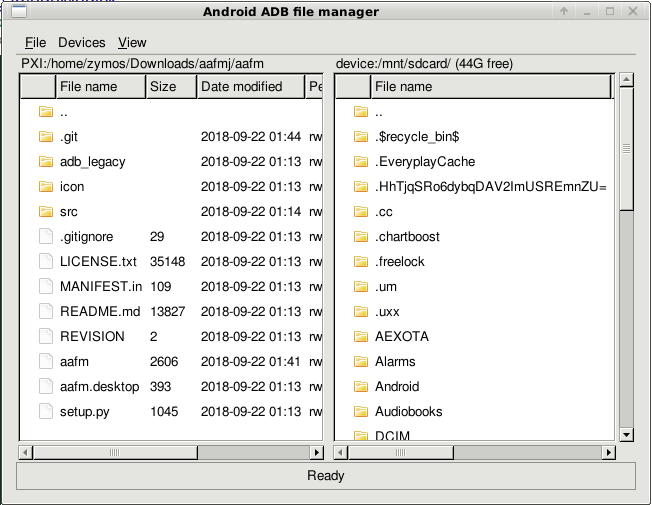 Android ADB file manager
File Devices View
PXI:/home/zymos/Downloads/aafmj/aafm
File name Size Date modified Pe
..
.git 2018-09-22 01:44 rw
adb_legacy 2018-09-22 01:13 rw
icon 2018-09-22 01:13 rw
src 2018-09-22 01:14 rw
.gitignore 29 2018-09-22 01:13 rw
LICENSE.txt 35148 2018-09-22 01:13 rw
MANIFEST.in 109 2018-09-22 01:13 rw
README.md 13827 2018-09-22 01:13 rw
REVISION 2 2018-09-22 01:13 rw
aafm 2606 2018-09-22 01:41 rw
aafm.desktop 393 2018-09-22 01:13 rw
setup.py 1045 2018-09-22 01:13 rw
device:/mnt/sdcard/ (44G free)
File name
..
.$recycle_bin$
.EveryplayCache
.HhTjqSRo6dybqDAV2ImUSREmnZU=
.cc
.chartboost
.freelock
.um
.uxx
AEXOTA
Alarms
Android
Audiobooks
DCIM
Ready